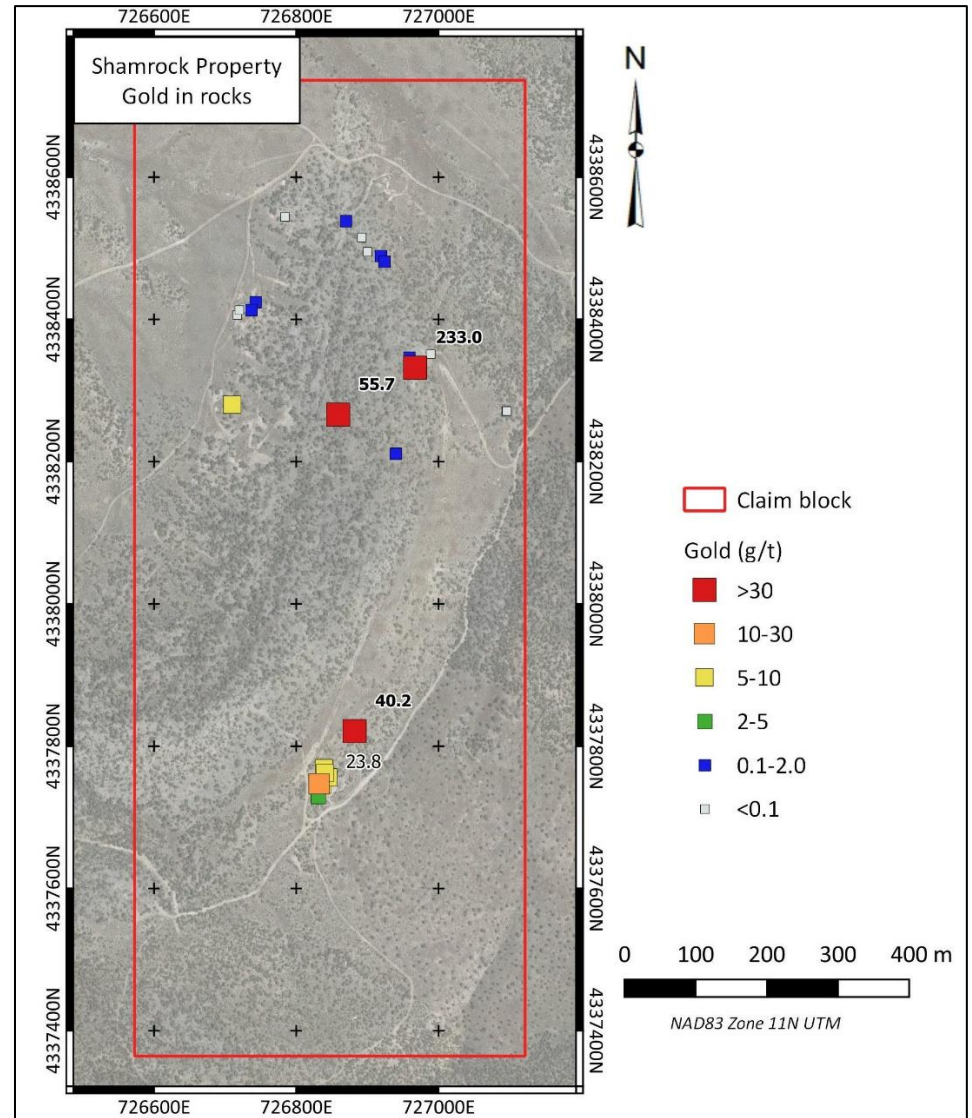 726600E 726800E 727000E
Shamrock Property
Gold in rocks
N
4338600N 4338600N
4338400N 4338400N
233.0
55.7
4338200N 4338200N
Claim block
Gold (g/t)
>30
4338000N 4338000N
10-30
5-10
40.2
2-5
4337800N 4337800N
23.8
0.1-2.0
<0.1
4337600N 4337600N
0 100 200 300 400 m
NAD83 Zone 11N UTM
4337400N 4337400N
726600E 726800E 727000E